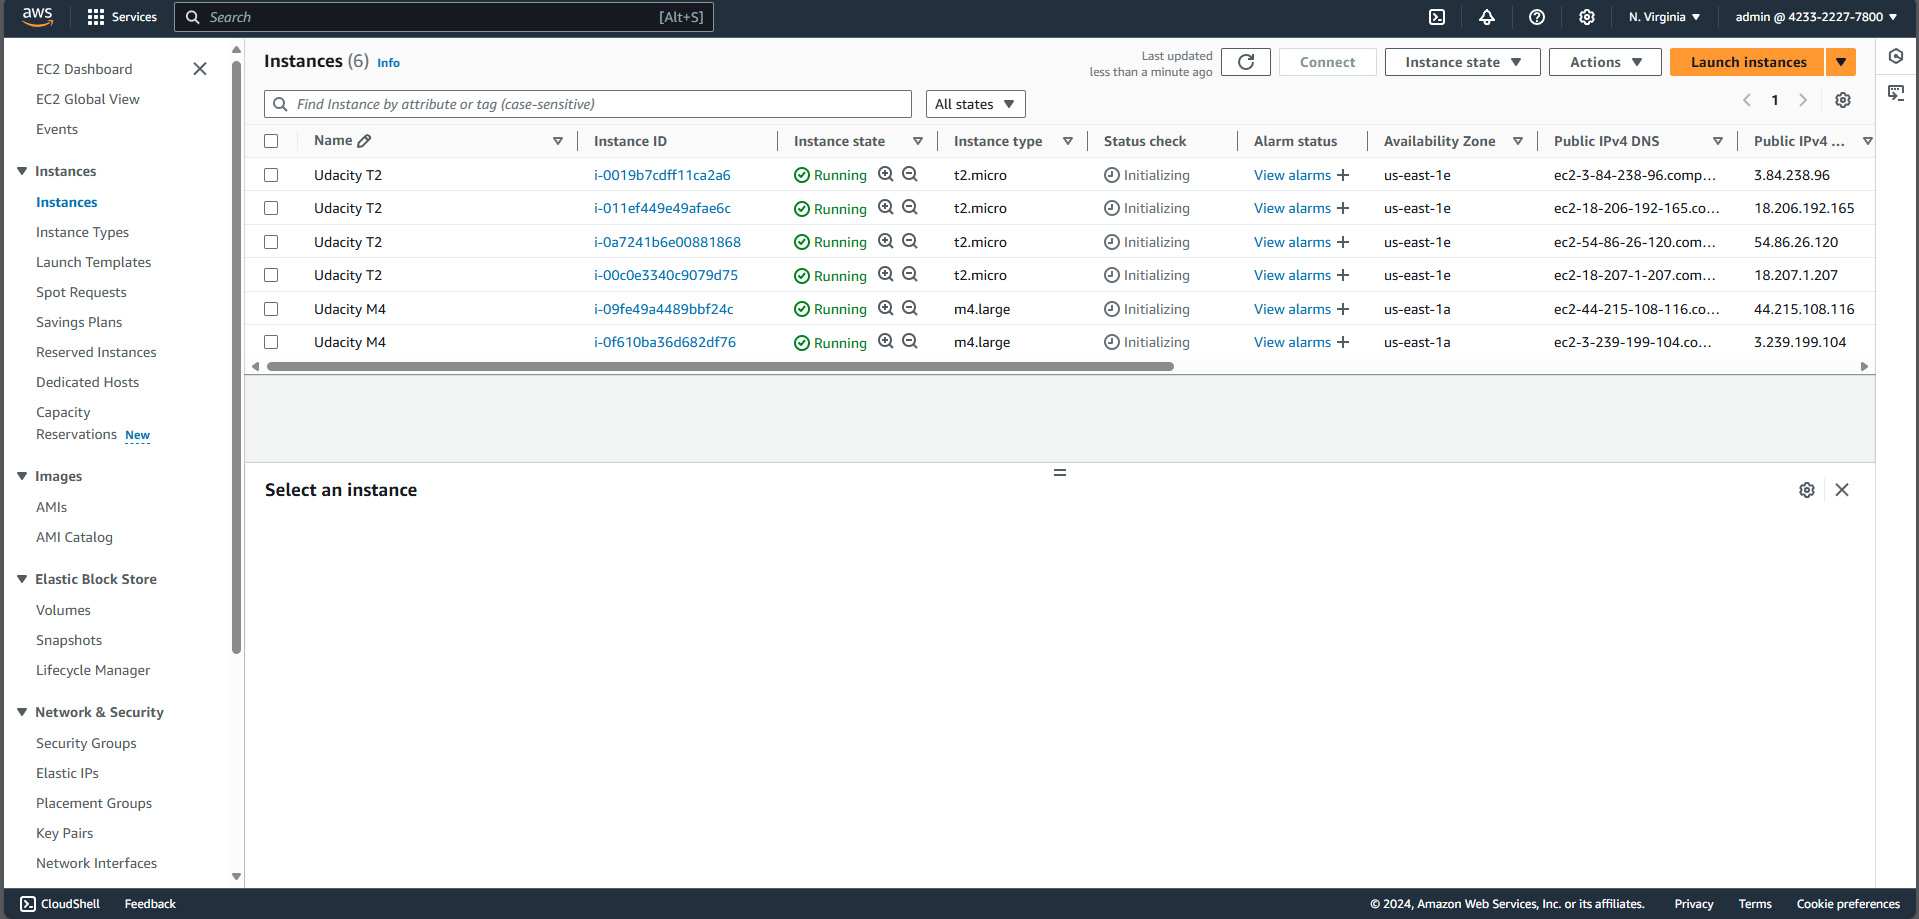 aws Services Search [Alt+S] N. Virginia ▼ admin @ 4233-2227-7800 ▼
EC2 Dashboard
EC2 Global View
Events
Instances
Instances
Instance Types
Launch Templates
Spot Requests
Savings Plans
Reserved Instances
Dedicated Hosts
Capacity
Reservations New
Images
AMIs
AMI Catalog
Elastic Block Store
Volumes
Snapshots
Lifecycle Manager
Network & Security
Security Groups
Elastic IPs
Placement Groups
Key Pairs
Network Interfaces
Instances (6) Info
Last updated
less than a minute ago
Connect Instance state ▼ Actions ▼ Launch instances ▼
Find Instance by attribute or tag (case-sensitive) All states ▼ 1
Name Instance ID Instance state Instance type Status check Alarm status Availability Zone Public IPv4 DNS Public IPv4 ...
Udacity T2 i-0019b7cdff11ca2a6 Running t2.micro Initializing View alarms + us-east-1e ec2-3-84-238-96.comp... 3.84.238.96
Udacity T2 i-011ef449e49afae6c Running t2.micro Initializing View alarms + us-east-1e ec2-18-206-192-165.co... 18.206.192.165
Udacity T2 i-0a7241b6e00881868 Running t2.micro Initializing View alarms + us-east-1e ec2-54-86-26-120.com... 54.86.26.120
Udacity T2 i-00c0e3340c9079d75 Running t2.micro Initializing View alarms + us-east-1e ec2-18-207-1-207.com... 18.207.1.207
Udacity M4 i-09fe49a4489bbf24c Running m4.large Initializing View alarms + us-east-1a ec2-44-215-108-116.co... 44.215.108.116
Udacity M4 i-0f610ba36d682df76 Running m4.large Initializing View alarms + us-east-1a ec2-3-239-199-104.co... 3.239.199.104
Select an instance
CloudShell Feedback © 2024, Amazon Web Services, Inc. or its affiliates. Privacy Terms Cookie preferences